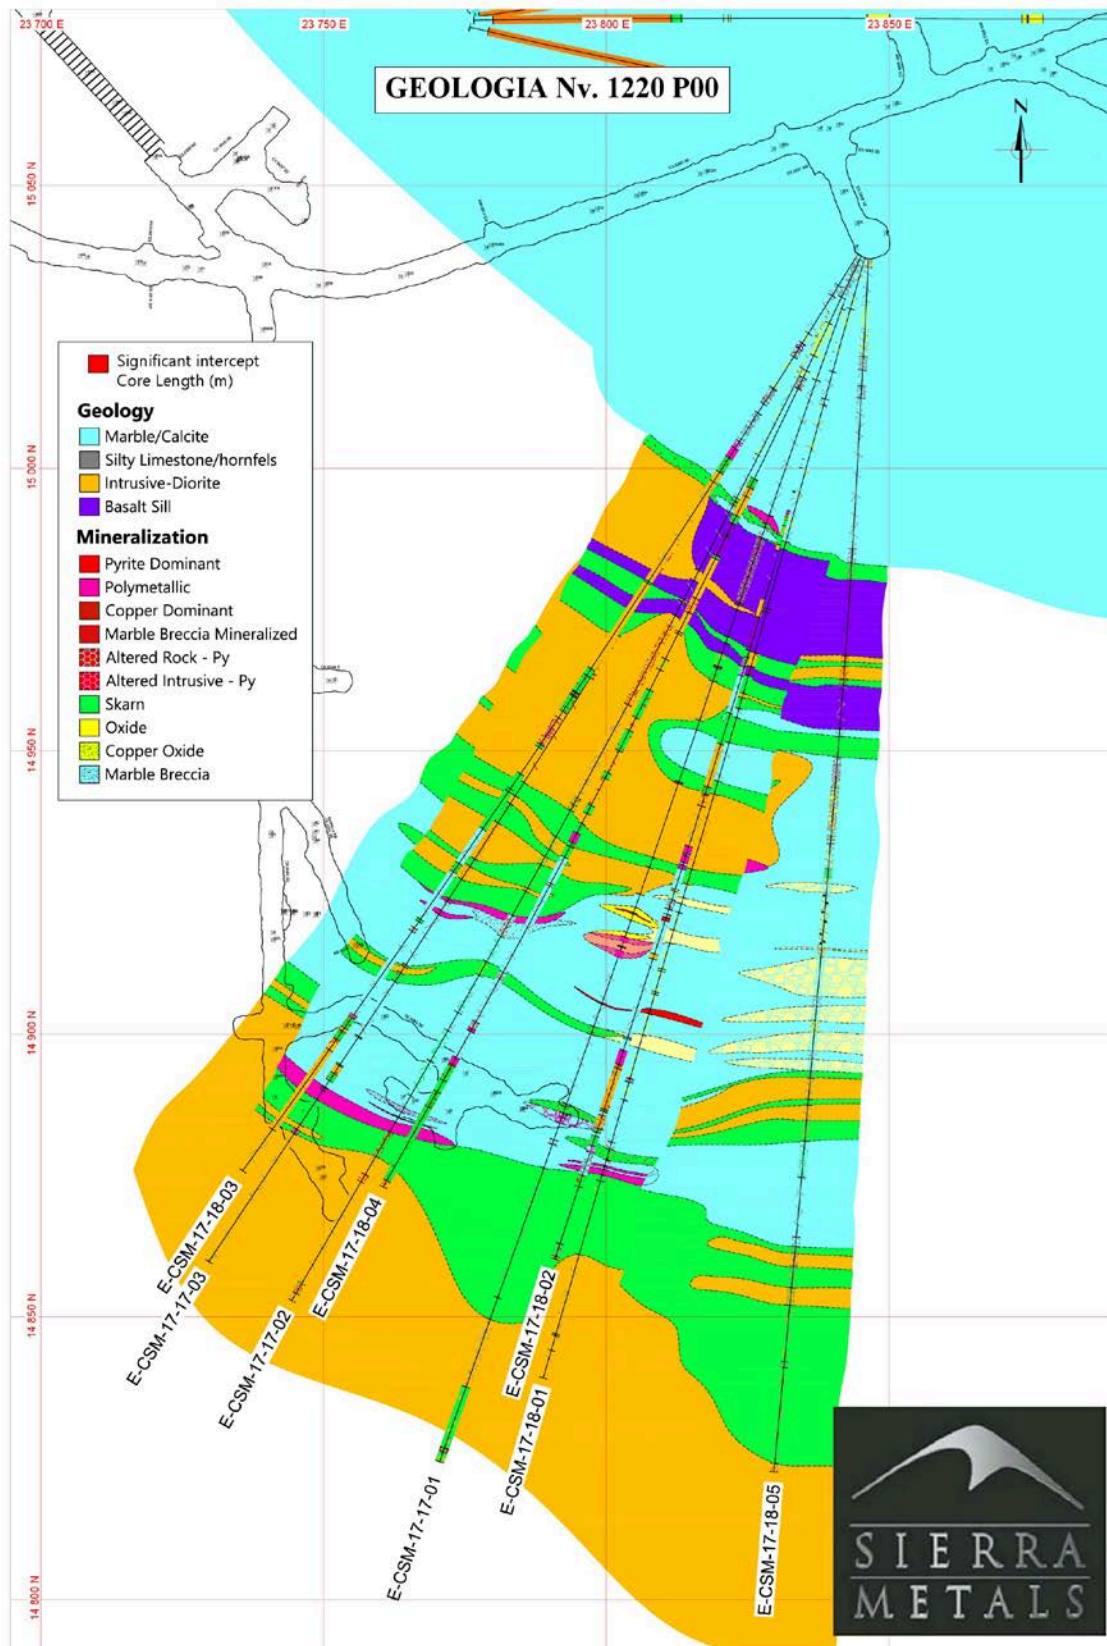 23 700 E
23 750 E
23 800 E
23 850 E
GEOLOGIA Nv. 1220 P00
N
15 050 N
15 000 N
14 950 N
14 900 N
14 850 N
14 800 N
Significant intercept
Core Length (m)
Geology
Marble/Calcite
Silty Limestone/hornfels
Intrusive-Diorite
Basalt Sill
Mineralization
Pyrite Dominant
Polymetallic
Copper Dominant
Marble Breccia Mineralized
Altered Rock - Py
Altered Intrusive - Py
Skarn
Oxide
Copper Oxide
Marble Breccia
E-CSM-17-18-03
E-CSM-17-17-03
E-CSM-17-17-02
E-CSM-17-18-04
E-CSM-17-17-01
E-CSM-17-18-02
E-CSM-17-18-01
E-CSM-17-18-05
SIERRA
METALS